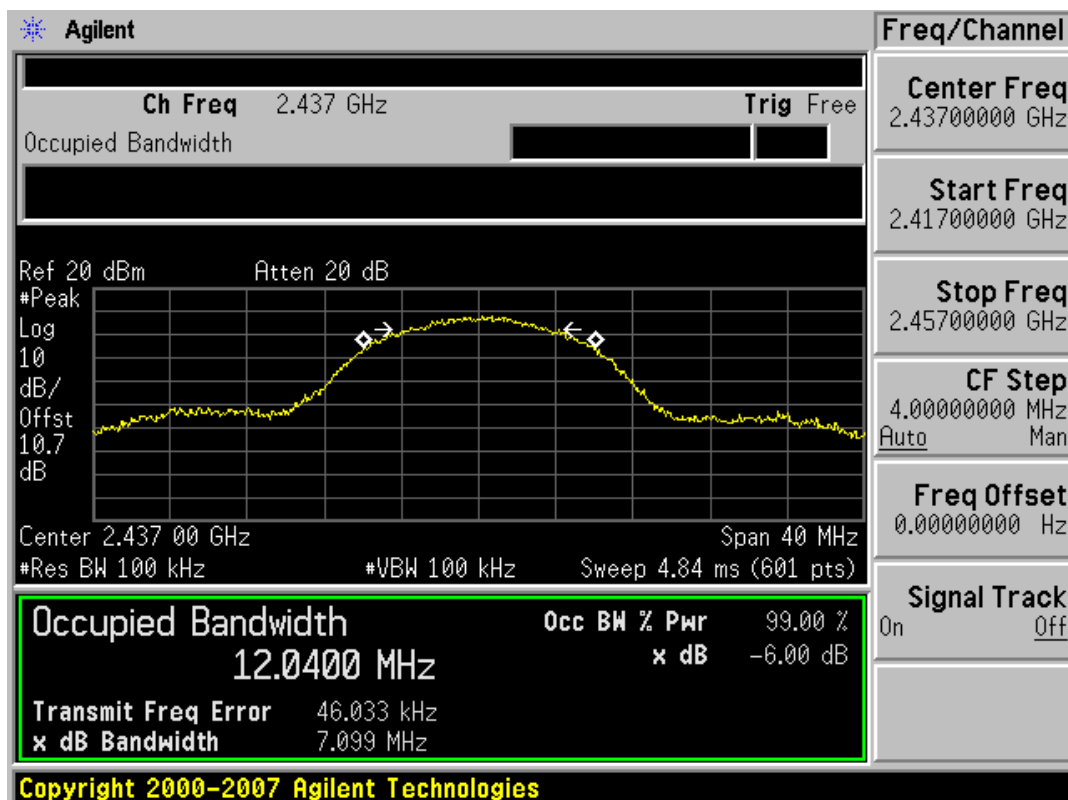 Agilent
Ch Freq 2.437 GHz Trig Free
Occupied Bandwidth
Ref 20 dBm Atten 20 dB
#Peak
Log
10
dB/
Offst
10.7
dB
Center 2.437 00 GHz Span 40 MHz
#Res BW 100 kHz #VBW 100 kHz Sweep 4.84 ms (601 pts)
Occupied Bandwidth Occ BW % Pwr 99.00 %
12.0400 MHz x dB -6.00 dB
Transmit Freq Error 46.033 kHz
x dB Bandwidth 7.099 MHz
Copyright 2000-2007 Agilent Technologies
Freq/Channel
Center Freq
2.43700000 GHz
Start Freq
2.41700000 GHz
Stop Freq
2.45700000 GHz
CF Step
4.00000000 MHz
Auto Man
Freq Offset
0.00000000 Hz
Signal Track
On Off